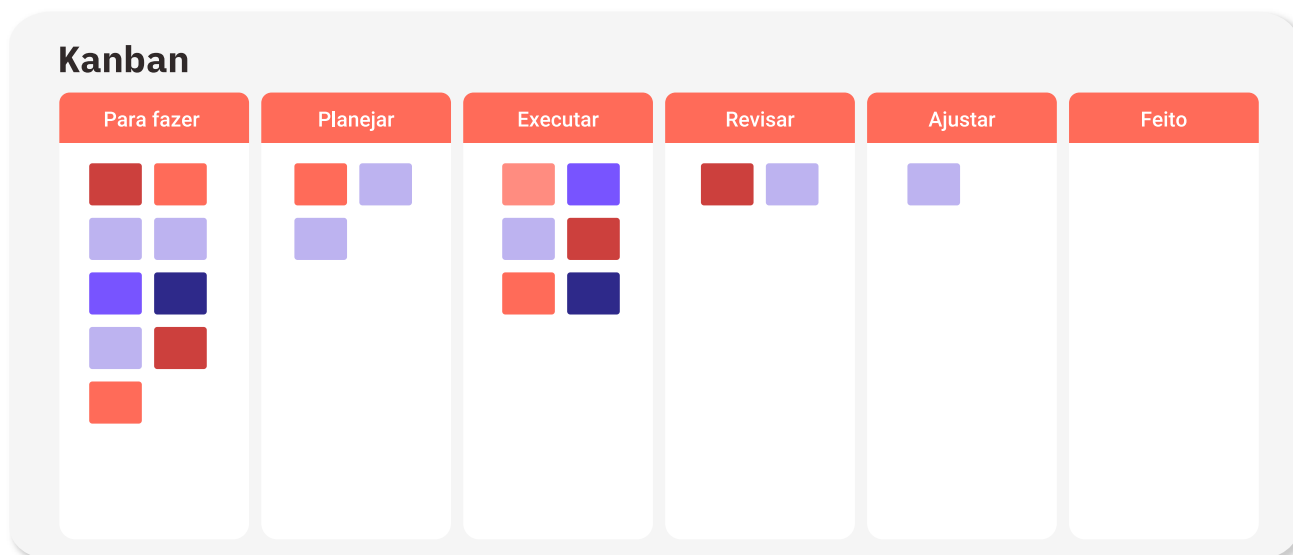 Kanban
Para fazer
Planejar
Executar
Revisar
Ajustar
Feito